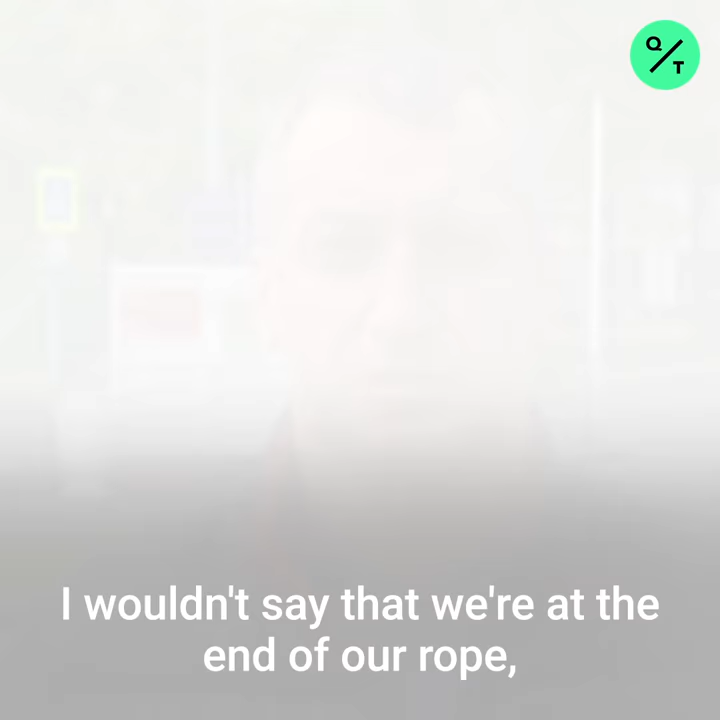 Q
T
I wouldn't say that we're at the
end of our rope,